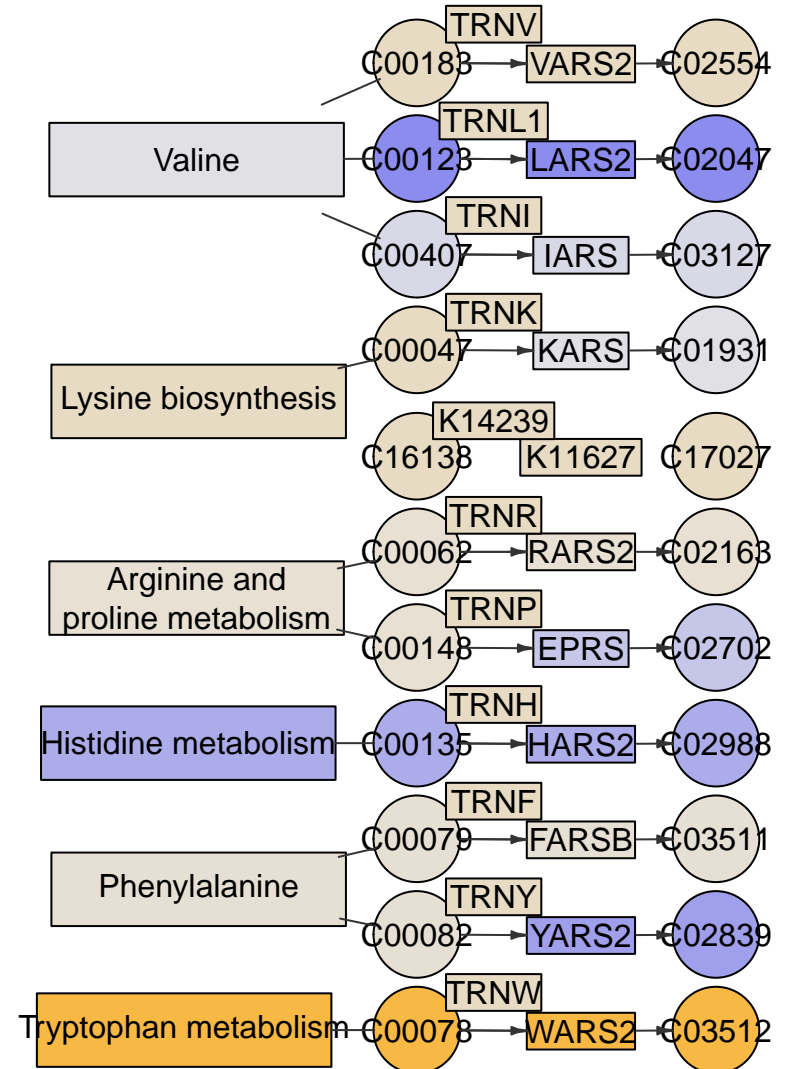 TRNV
C00183
VARS2
C02554
TRNL1
Valine
C00123
LARS2
C02047
TRNI
C00407
IARS
C03127
TRNK
C00047
KARS
C01931
Lysine biosynthesis
K14239
C16138
K11627
C17027
TRNR
C00062
RARS2
C02163
Arginine and
proline metabolism
TRNP
C00148
EPRS
C02702
TRNH
Histidine metabolism
C00135
HARS2
C02988
TRNF
C00079
FARSB
C03511
Phenylalanine
TRNY
C00082
YARS2
C02839
TRNW
Tryptophan metabolism
C00078
WARS2
C03512